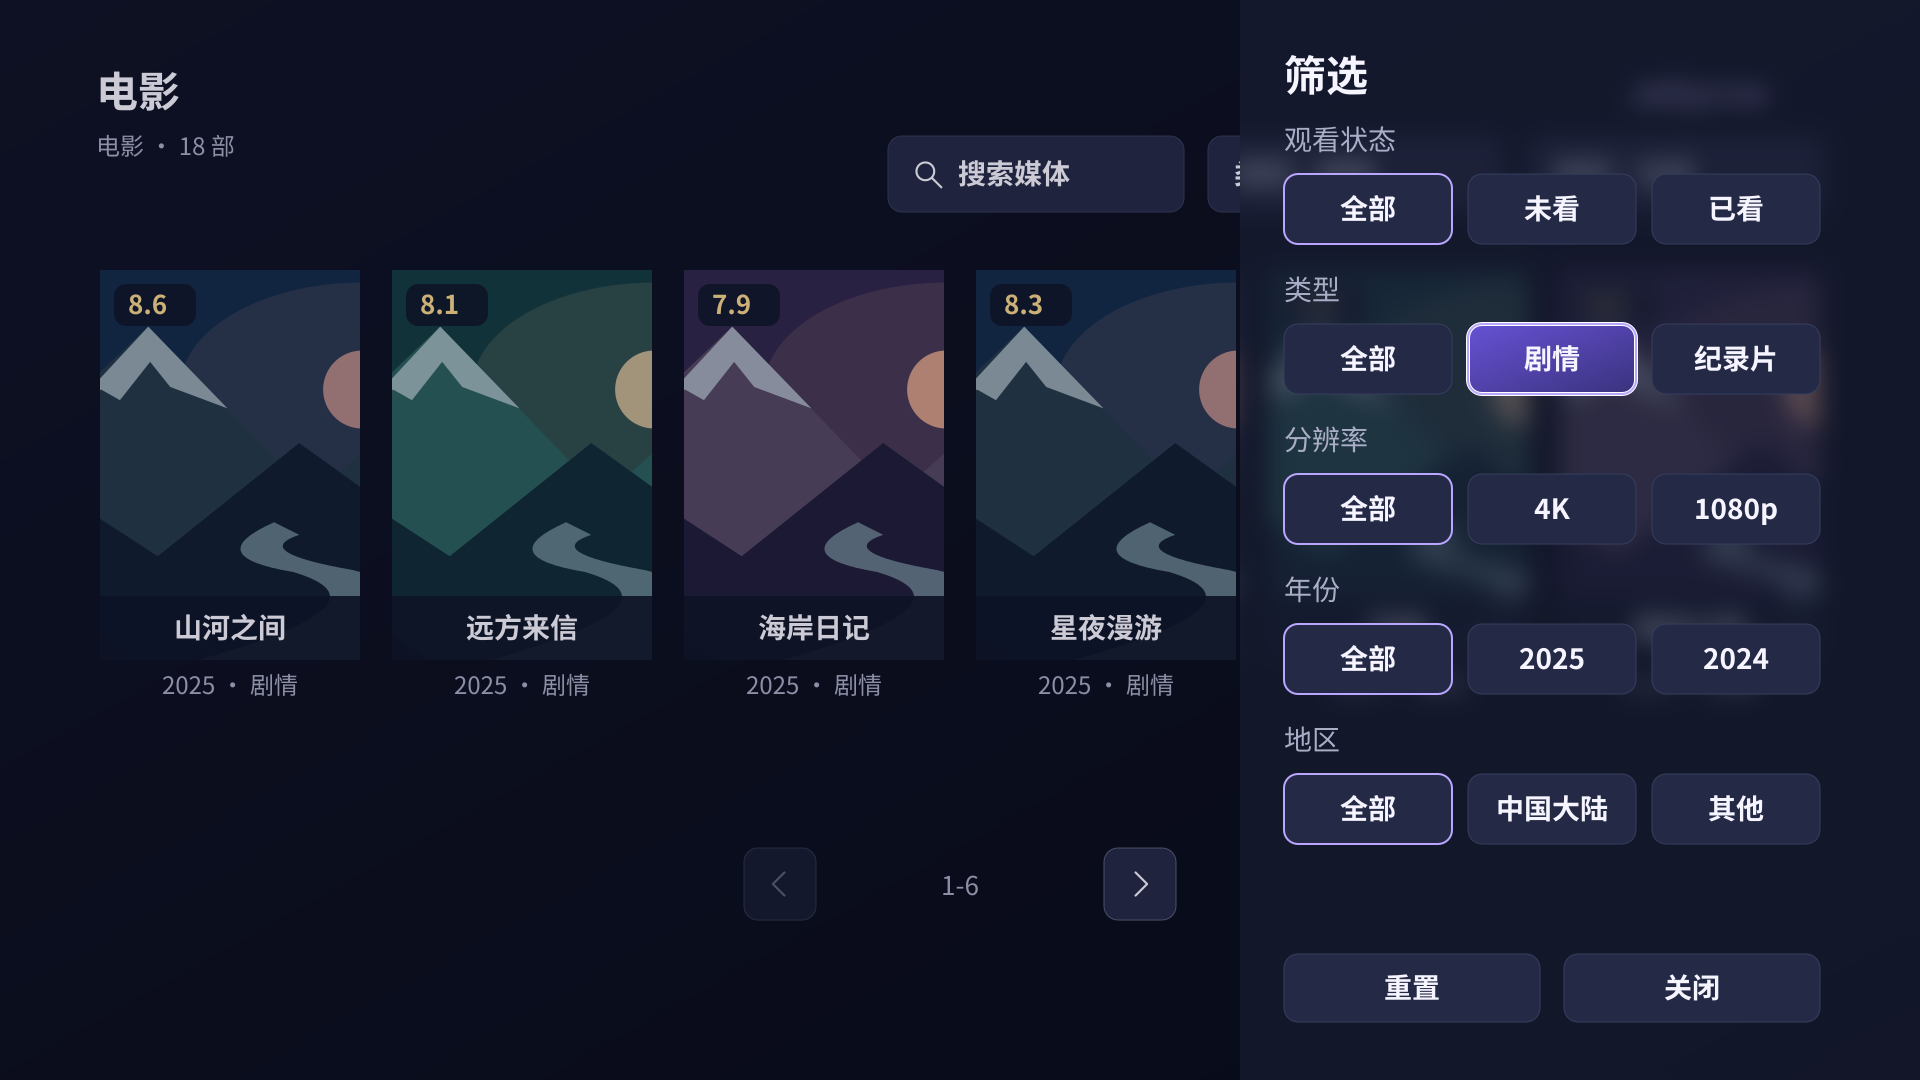 电影
电影 · 18 部
搜索媒体
8.6
8.1
7.9
8.3
山河之间
远方来信
海岸日记
星夜漫游
2025 · 剧情
2025 · 剧情
2025 · 剧情
2025 · 剧情
1-6
筛选
观看状态
全部
未看
已看
类型
全部
剧情
纪录片
分辨率
全部
4K
1080p
年份
全部
2025
2024
地区
全部
中国大陆
其他
重置
关闭